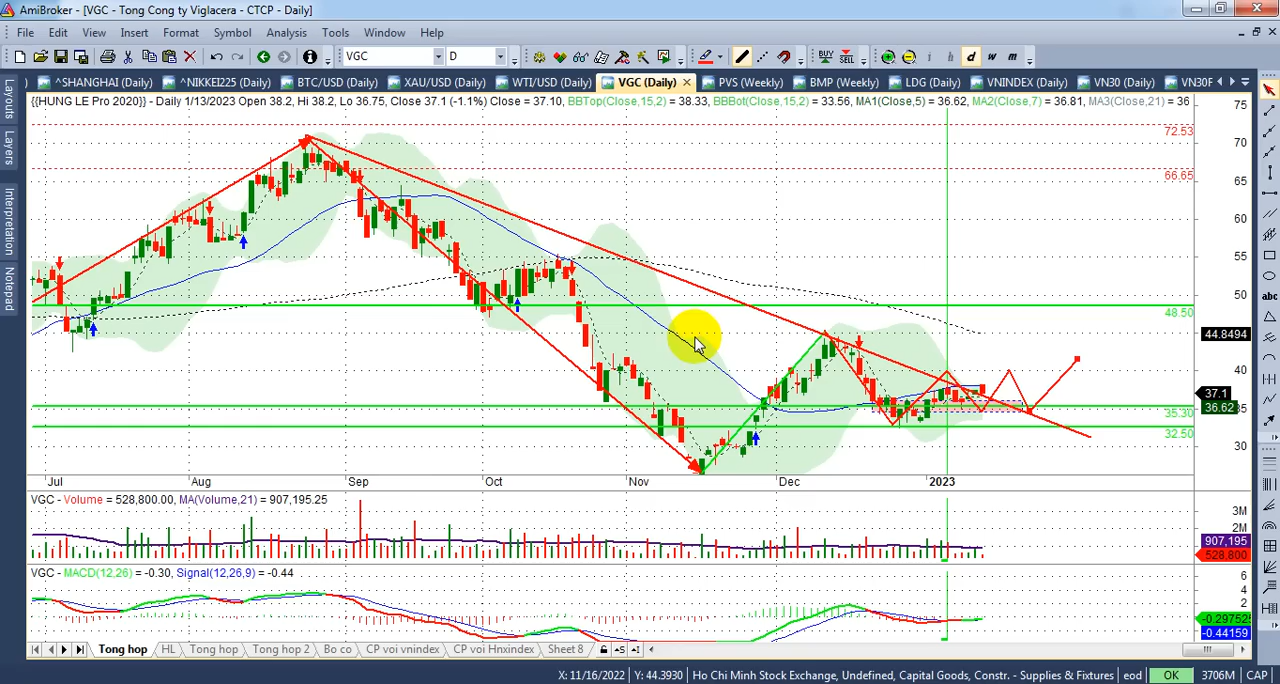 AmiBroker - [VGC - Tong Cong ty Viglacera - CTCP - Daily]
File Edit View Insert Format Symbol Analysis Tools Window Help
VGC D BUY SELL i h d w m
^SHANGHAI (Daily) ^NIKKEI225 (Daily) BTC/USD (Daily) XAU/USD (Daily) WTI/USD (Daily) VGC (Daily) PVS (Weekly) BMP (Weekly) LDG (Daily) VNINDEX (Daily) VN30 (Daily) VN30F
Layouts
Layers
Interpretation
Notepad
{{HUNG LE Pro 2020}} - Daily 1/13/2023 Open 38.2, Hi 38.2, Lo 36.75, Close 37.1 (-1.1%) Close = 37.10, BBTop(Close,15,2) = 38.33, BBBot(Close,15,2) = 33.56, MA1(Close,5) = 36.62, MA2(Close,7) = 36.81, MA3(Close,21) = 36
75
72.53
70
66.65
65
60
55
50
48.50
44.8494
40
37.1
36.62
35
35.30
32.50
30
abc
Jul Aug Sep Oct Nov Dec 2023
VGC - Volume = 528,800.00, MA(Volume,21) = 907,195.25
3M
2M
907,195
528,800
VGC - MACD(12,26) = -0.30, Signal(12,26,9) = -0.44
6
4
2
-0.29752
-0.44159
Tong hop HL Tong hop Tong hop 2 Bo co CP voi vnindex CP voi Hnxindex Sheet 8
X: 11/16/2022 Y: 44.3930 Ho Chi Minh Stock Exchange, Undefined, Capital Goods, Constr. - Supplies & Fixtures eod OK 3706M CAP